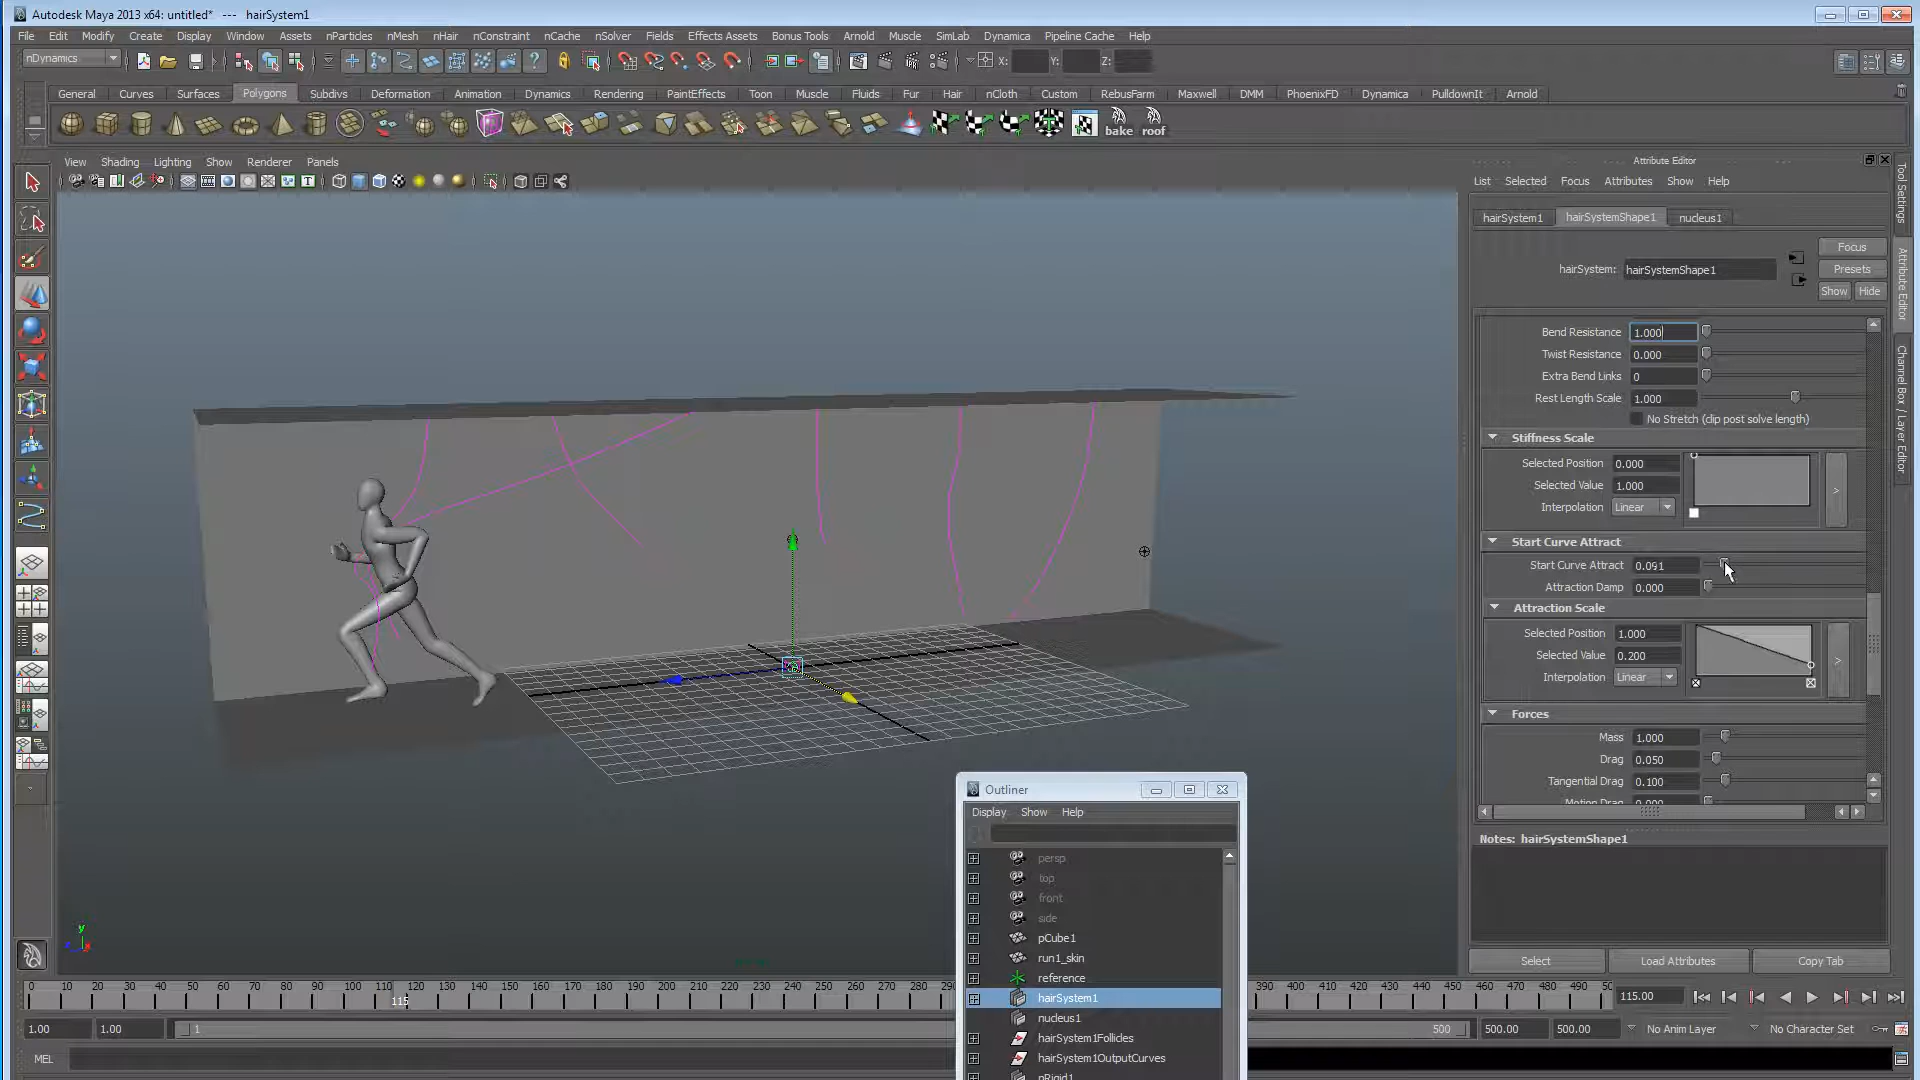 Autodesk Maya 2013 x64: untitled* --- hairSystem1
File Edit Modify Create Display Window Assets nParticles nMesh nHair nConstraint nCache nSolver Fields Effects Assets Bonus Tools Arnold Muscle SimLab Dynamica Pipeline Cache Help
nDynamics X: Y: Z:
General Curves Surfaces Polygons Subdivs Deformation Animation Dynamics Rendering PaintEffects Toon Muscle Fluids Fur Hair nCloth Custom RebusFarm Maxwell DMM PhoenixFD Dynamica PulldownIt Arnold
bake roof
View Shading Lighting Show Renderer Panels
Attribute Editor
List Selected Focus Attributes Show Help
hairSystem1 hairSystemShape1 nucleus1
Focus
hairSystem: hairSystemShape1
Presets
Show Hide
Bend Resistance 1.000
Twist Resistance 0.000
Extra Bend Links 0
Rest Length Scale 1.000
No Stretch (clip post solve length)
Stiffness Scale
Selected Position 0.000
Selected Value 1.000
Interpolation Linear
>
Start Curve Attract
Start Curve Attract 0.091
Attraction Damp 0.000
Attraction Scale
Selected Position 1.000
Selected Value 0.200
Interpolation Linear
>
Forces
Mass 1.000
Drag 0.050
Tangential Drag 0.100
Motion Drag 0.000
Notes: hairSystemShape1
Select Load Attributes Copy Tab
Tool Settings
Attribute Editor
Channel Box / Layer Editor
Outliner
Display Show Help
persp
top
front
side
pCube1
run1_skin
reference
hairSystem1
nucleus1
hairSystem1Follicles
hairSystem1OutputCurves
nRigid1
y
0 10 20 30 40 50 60 70 80 90 100 110 120 130 140 150 160 170 180 190 200 210 220 230 240 250 260 270 280 390 400 410 420 430 440 450 460 470 480 490 50
115
115.00
1.00 1.00 1 500 500.00 500.00 No Anim Layer No Character Set
MEL